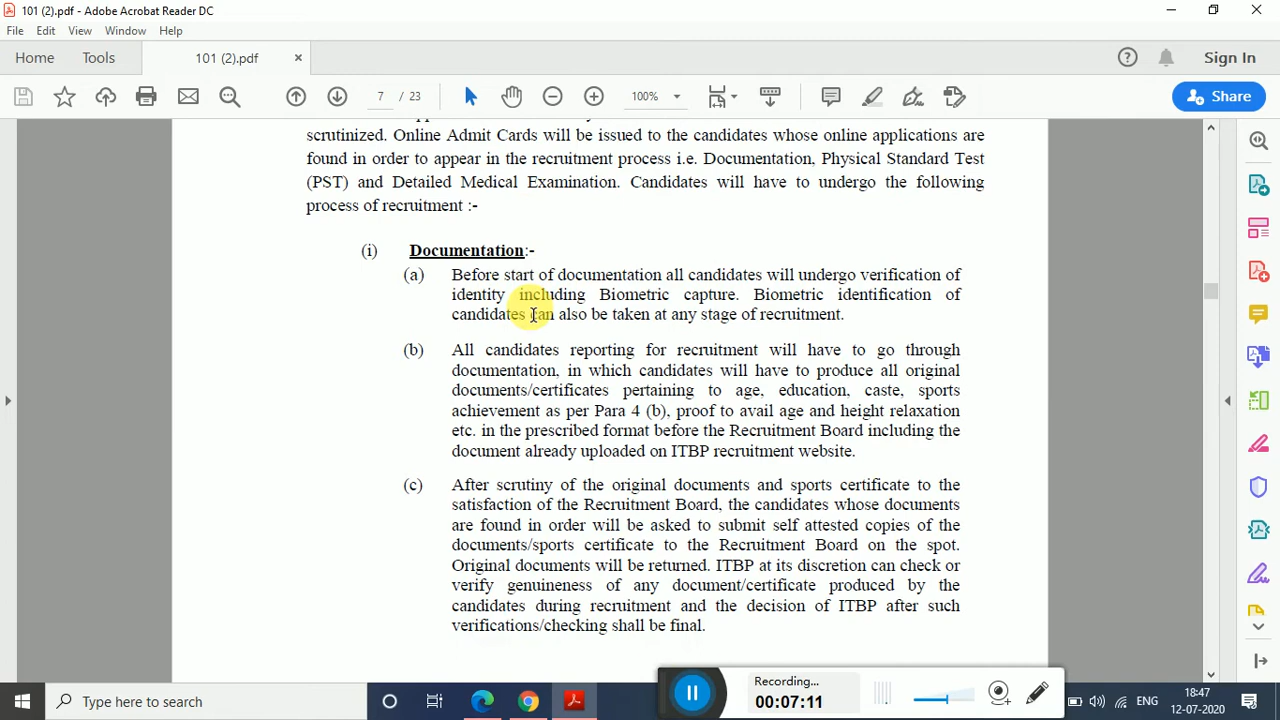 101 (2).pdf - Adobe Acrobat Reader DC
File Edit View Window Help
Home Tools 101 (2).pdf × Sign In
7 / 23 100% Share
scrutinized. Online Admit Cards will be issued to the candidates whose online applications are
found in order to appear in the recruitment process i.e. Documentation, Physical Standard Test
(PST) and Detailed Medical Examination. Candidates will have to undergo the following
process of recruitment :-
(i) Documentation:-
(a) Before start of documentation all candidates will undergo verification of
identity including Biometric capture. Biometric identification of
candidates can also be taken at any stage of recruitment.
(b) All candidates reporting for recruitment will have to go through
documentation, in which candidates will have to produce all original
documents/certificates pertaining to age, education, caste, sports
achievement as per Para 4 (b), proof to avail age and height relaxation
etc. in the prescribed format before the Recruitment Board including the
document already uploaded on ITBP recruitment website.
(c) After scrutiny of the original documents and sports certificate to the
satisfaction of the Recruitment Board, the candidates whose documents
are found in order will be asked to submit self attested copies of the
documents/sports certificate to the Recruitment Board on the spot.
Original documents will be returned. ITBP at its discretion can check or
verify genuineness of any document/certificate produced by the
candidates during recruitment and the decision of ITBP after such
verifications/checking shall be final.
Recording...
00:07:11
Type here to search
ENG
18:47
12-07-2020